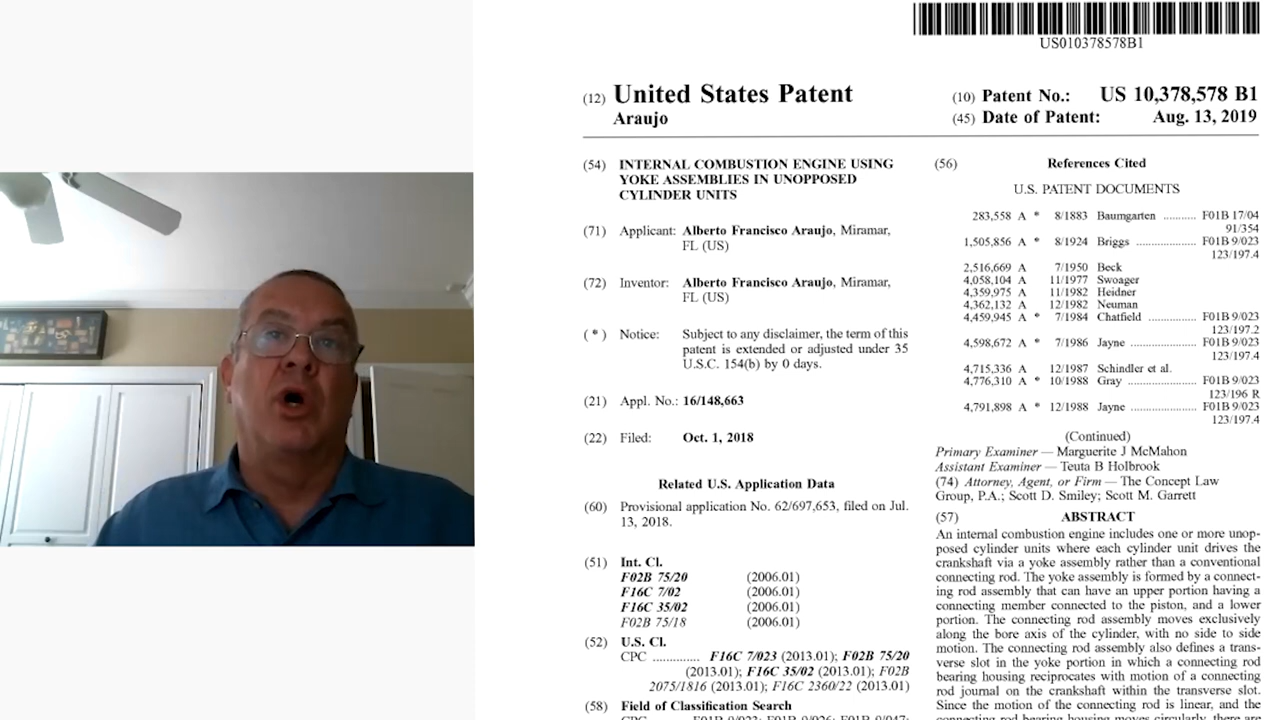 US010378578B1
(12) United States Patent
Araujo
(10) Patent No.: US 10,378,578 B1
(45) Date of Patent: Aug. 13, 2019
(54) INTERNAL COMBUSTION ENGINE USING
YOKE ASSEMBLIES IN UNOPPOSED
CYLINDER UNITS
(71) Applicant: Alberto Francisco Araujo, Miramar,
FL (US)
(72) Inventor: Alberto Francisco Araujo, Miramar,
FL (US)
( * ) Notice: Subject to any disclaimer, the term of this
patent is extended or adjusted under 35
U.S.C. 154(b) by 0 days.
(21) Appl. No.: 16/148,663
(22) Filed: Oct. 1, 2018
Related U.S. Application Data
(60) Provisional application No. 62/697,653, filed on Jul.
13, 2018.
(51) Int. Cl.
F02B 75/20 (2006.01)
F16C 7/02 (2006.01)
F16C 35/02 (2006.01)
F02B 75/18 (2006.01)
(52) U.S. Cl.
CPC ............. F16C 7/023 (2013.01); F02B 75/20
(2013.01); F16C 35/02 (2013.01); F02B
2075/1816 (2013.01); F16C 2360/22 (2013.01)
(58) Field of Classification Search
CPC ...... F01B 9/023; F01B 9/026; F01B 9/047;
(56) References Cited
U.S. PATENT DOCUMENTS
283,558 A * 8/1883 Baumgarten .......... F01B 17/04
91/354
1,505,856 A * 8/1924 Briggs ................. F01B 9/023
123/197.4
2,516,669 A 7/1950 Beck
4,058,104 A 11/1977 Swoager
4,359,975 A 11/1982 Heidner
4,362,132 A 12/1982 Neuman
4,459,945 A * 7/1984 Chatfield .............. F01B 9/023
123/197.2
4,598,672 A * 7/1986 Jayne ................... F01B 9/023
123/197.4
4,715,336 A 12/1987 Schindler et al.
4,776,310 A * 10/1988 Gray .................... F01B 9/023
123/196 R
4,791,898 A * 12/1988 Jayne ................... F01B 9/023
123/197.4
(Continued)
Primary Examiner — Marguerite J McMahon
Assistant Examiner — Teuta B Holbrook
(74) Attorney, Agent, or Firm — The Concept Law
Group, P.A.; Scott D. Smiley; Scott M. Garrett
(57) ABSTRACT
An internal combustion engine includes one or more unop-
posed cylinder units where each cylinder unit drives the
crankshaft via a yoke assembly rather than a conventional
connecting rod. The yoke assembly is formed by a connect-
ing rod assembly that can have an upper portion having a
connecting member connected to the piston, and a lower
portion. The connecting rod assembly moves exclusively
along the bore axis of the cylinder, with no side to side
motion. The connecting rod assembly also defines a trans-
verse slot in the yoke portion in which a connecting rod
bearing housing reciprocates with motion of a connecting
rod journal on the crankshaft within the transverse slot.
Since the motion of the connecting rod is linear, and the
connecting rod bearing housing moves circularly, there are